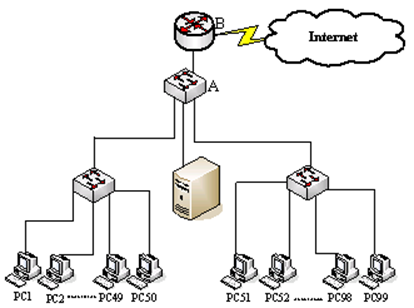 B
Internet
A
PC1 PC2 ---------- PC49 PC50 PC51 PC52 ---------- PC98 PC99